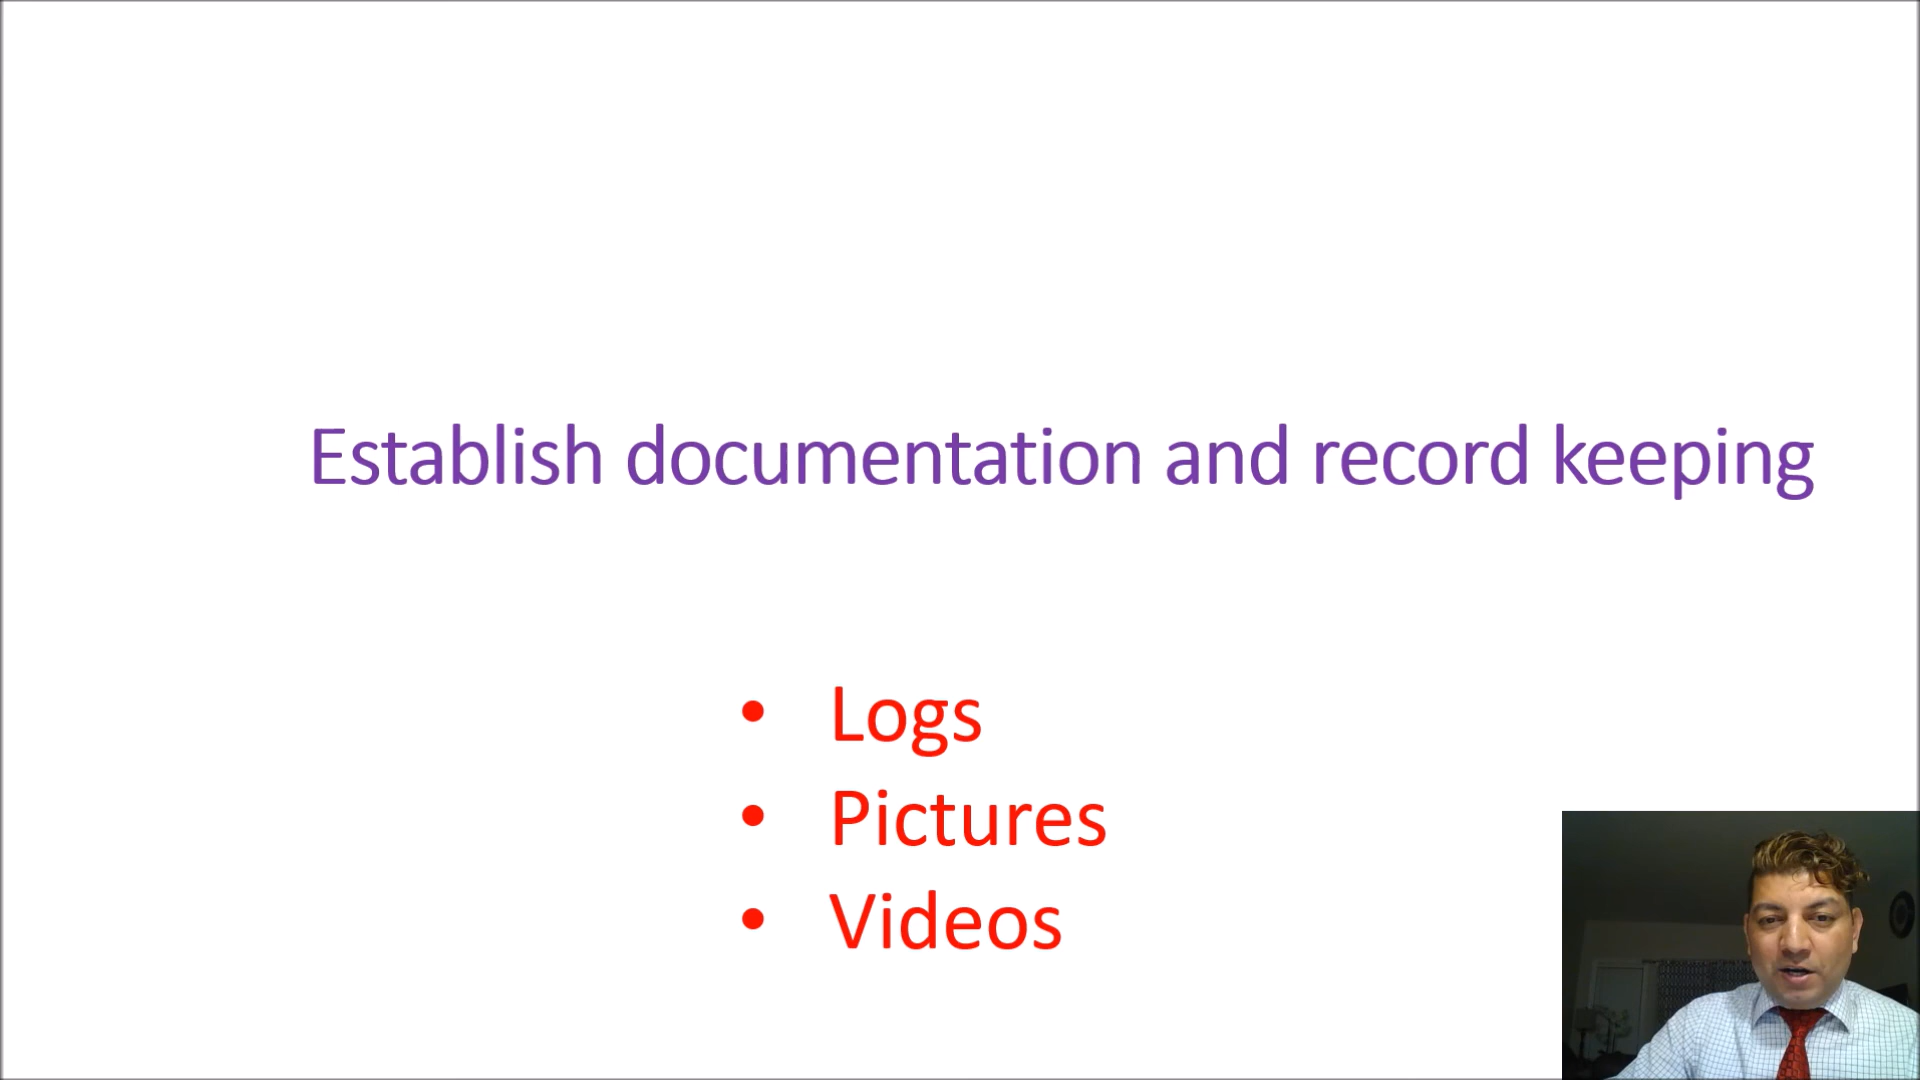 Establish documentation and record keeping
• Logs
• Pictures
• Videos